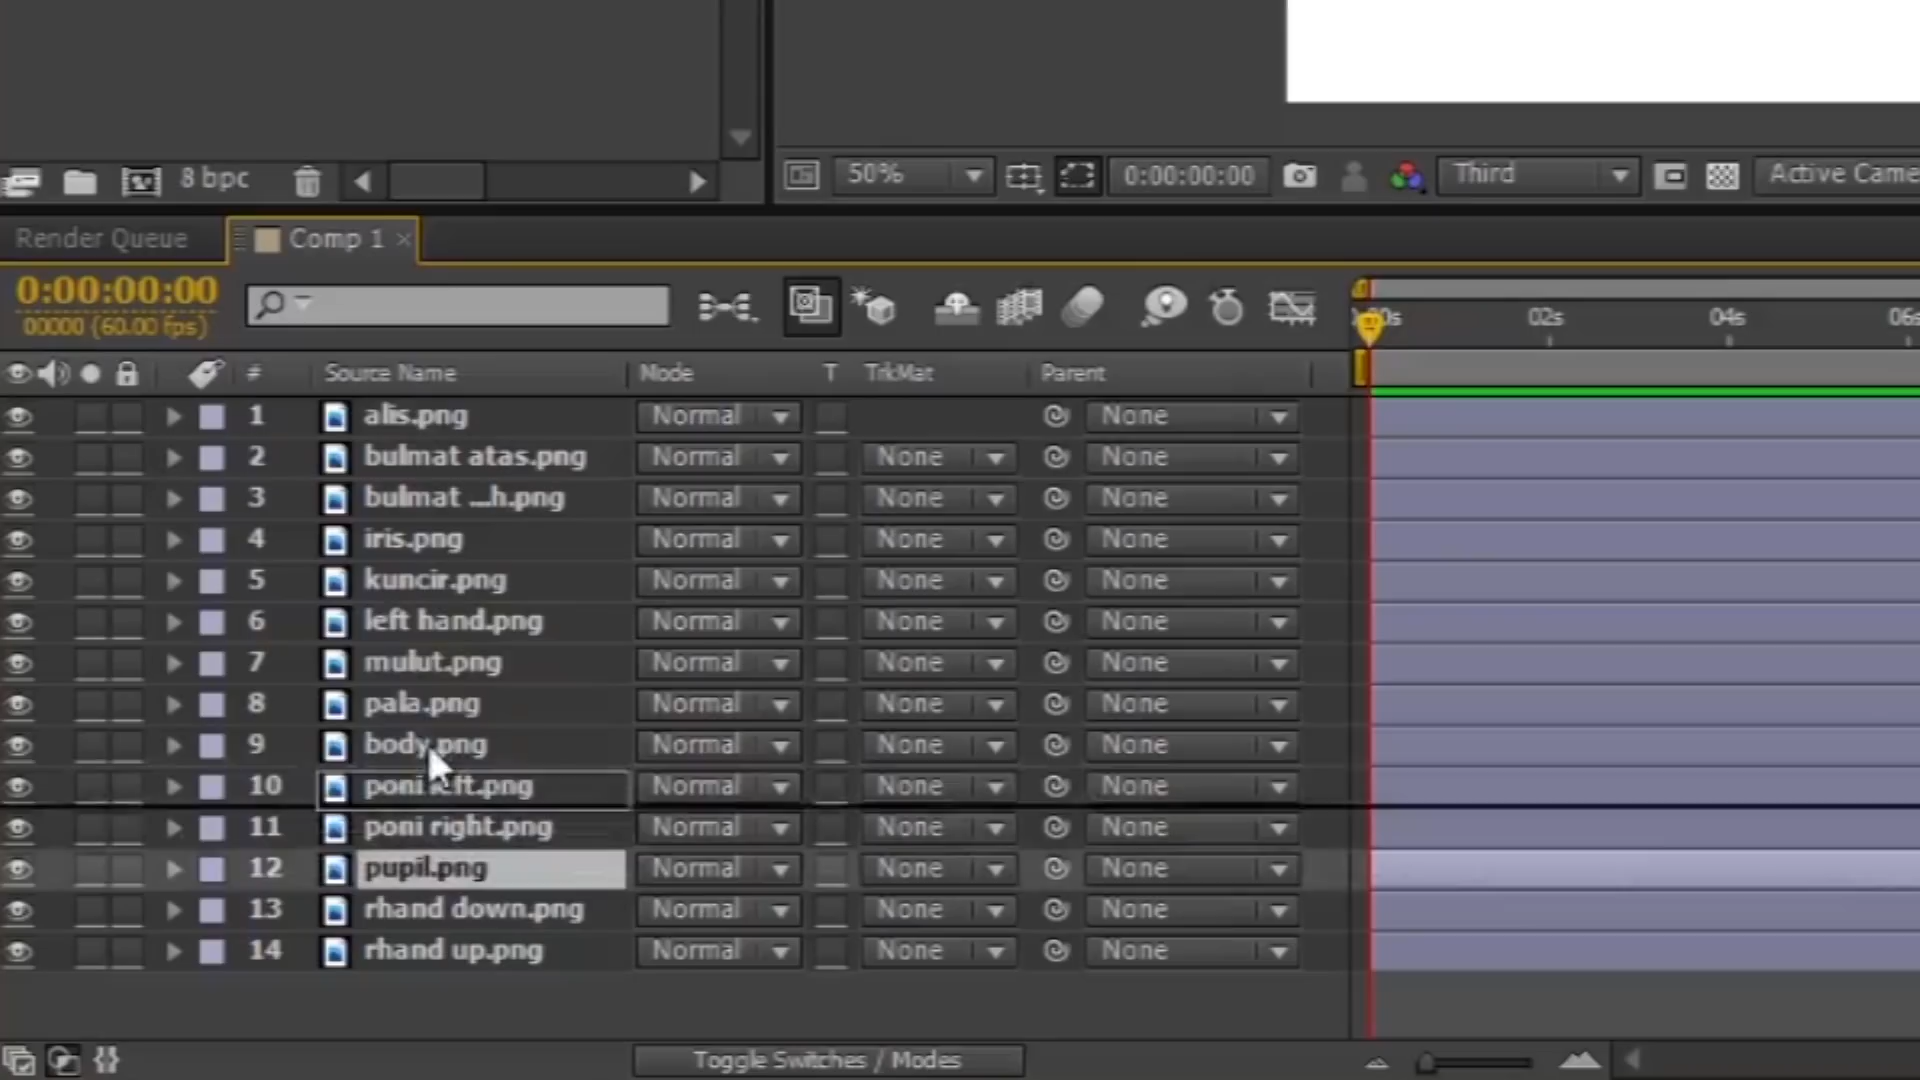 8 bpc
50%
0:00:00:00
Third
Active Came
Render Queue
Comp 1
0:00:00:00
00000 (60.00 fps)
02s
04s
06s
# Source Name Mode T TrkMat Parent
1 alis.png Normal None
2 bulmat atas.png Normal None None
3 bulmat ...h.png Normal None None
4 iris.png Normal None None
5 kuncir.png Normal None None
6 left hand.png Normal None None
7 mulut.png Normal None None
8 pala.png Normal None None
9 body.png Normal None None
10 poni left.png Normal None None
11 poni right.png Normal None None
12 pupil.png Normal None None
13 rhand down.png Normal None None
14 rhand up.png Normal None None
Toggle Switches / Modes